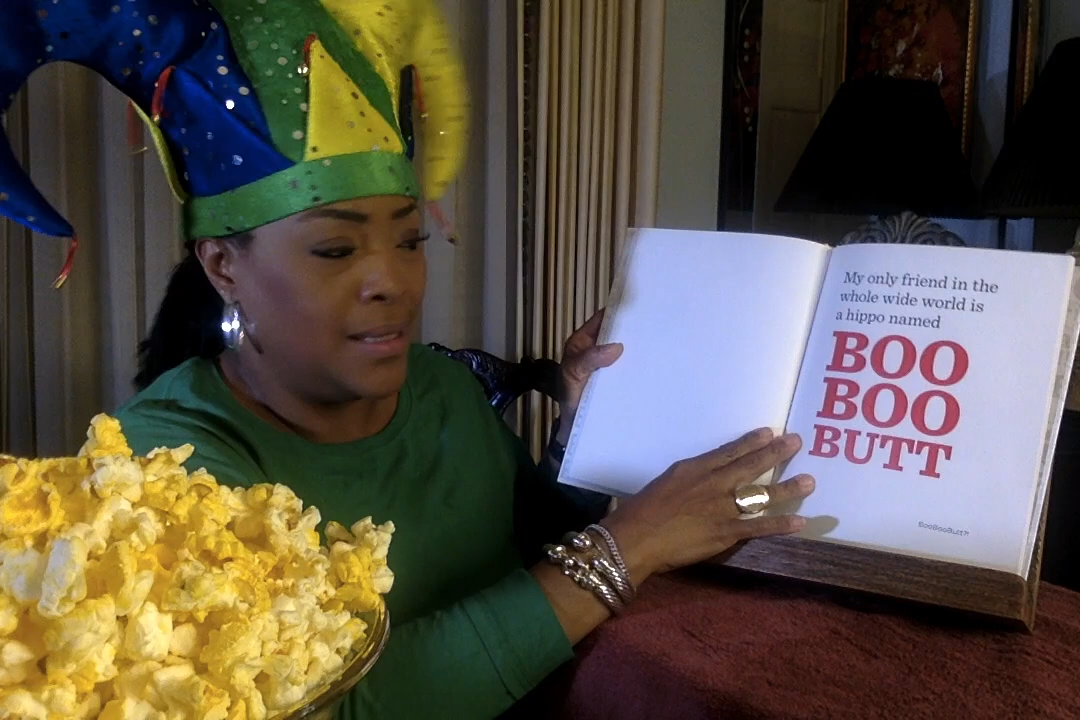 My only friend in the
whole wide world is
a hippo named
BOO
BOO
BUTT
BooBooButt?!